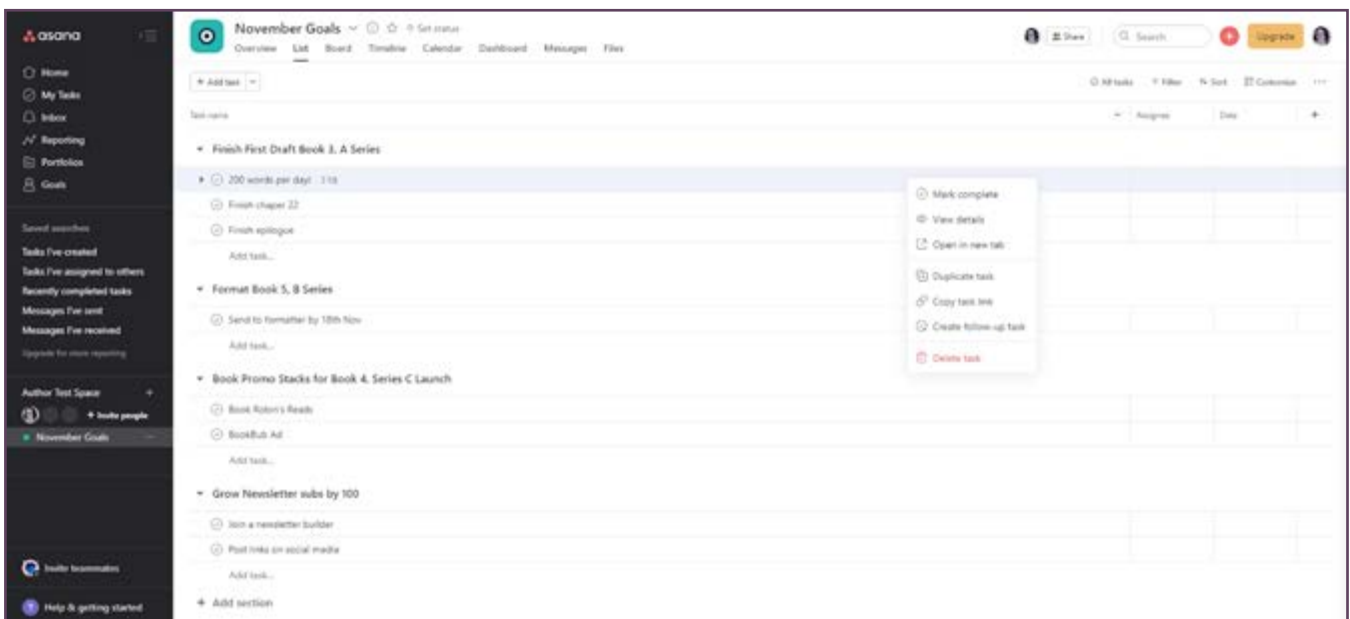 asana
November Goals
Set status
Overview List Board Timeline Calendar Dashboard Messages Files
Share
Search
Upgrade
Home
My Tasks
Inbox
Reporting
Portfolios
Goals
Saved searches
Tasks I've created
Tasks I've assigned to others
Recently completed tasks
Messages I've sent
Messages I've received
Upgrade for more reporting
Author Test Space +
+ Invite people
November Goals
Invite teammates
Help & getting started
+ Add task
All tasks Filter Sort Customize
Task name
Assignee Date +
Finish First Draft Book 3, A Series
200 words per day!
Finish chaper 22
Finish epilogue
Add task...
Format Book 5, B Series
Send to formatter by 18th Nov
Add task...
Book Promo Stacks for Book 4, Series C Launch
Book Robin's Reads
BookBub Ad
Add task...
Grow Newsletter subs by 100
Join a newsletter builder
Post links on social media
Add task...
+ Add section
Mark complete
View details
Open in new tab
Duplicate task
Copy task link
Create follow-up task
Delete task